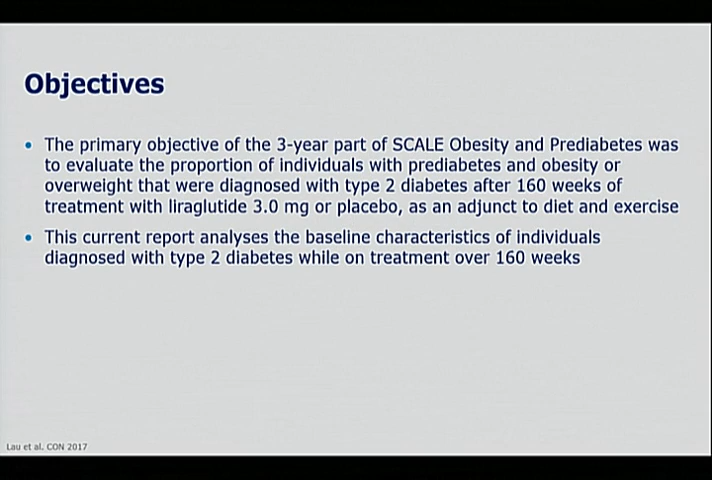 Objectives
• The primary objective of the 3-year part of SCALE Obesity and Prediabetes was
to evaluate the proportion of individuals with prediabetes and obesity or
overweight that were diagnosed with type 2 diabetes after 160 weeks of
treatment with liraglutide 3.0 mg or placebo, as an adjunct to diet and exercise
• This current report analyses the baseline characteristics of individuals
diagnosed with type 2 diabetes while on treatment over 160 weeks
Lau et al. CON 2017